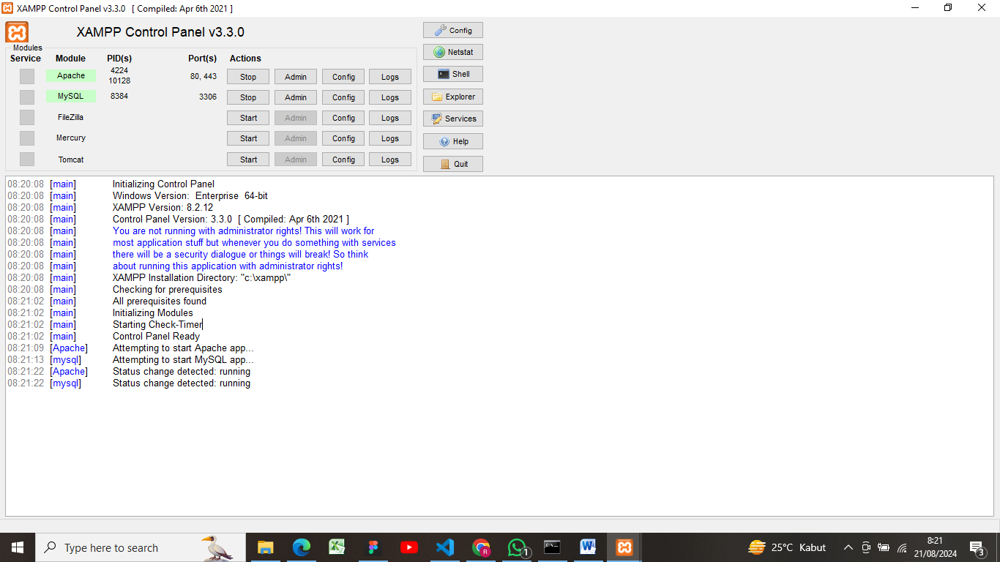 XAMPP Control Panel v3.3.0 [ Compiled: Apr 6th 2021 ]
XAMPP Control Panel v3.3.0
Config
Modules
Service Module PID(s) Port(s) Actions
Netstat
Apache 4224 10128 80, 443 Stop Admin Config Logs
Shell
MySQL 8384 3306 Stop Admin Config Logs
Explorer
FileZilla Start Admin Config Logs
Services
Mercury Start Admin Config Logs
Help
Tomcat Start Admin Config Logs
Quit
08:20:08 [main] Initializing Control Panel
08:20:08 [main] Windows Version: Enterprise 64-bit
08:20:08 [main] XAMPP Version: 8.2.12
08:20:08 [main] Control Panel Version: 3.3.0 [ Compiled: Apr 6th 2021 ]
08:20:08 [main] You are not running with administrator rights! This will work for
08:20:08 [main] most application stuff but whenever you do something with services
08:20:08 [main] there will be a security dialogue or things will break! So think
08:20:08 [main] about running this application with administrator rights!
08:20:08 [main] XAMPP Installation Directory: "c:\xampp\"
08:20:08 [main] Checking for prerequisites
08:21:02 [main] All prerequisites found
08:21:02 [main] Initializing Modules
08:21:02 [main] Starting Check-Timer
08:21:02 [main] Control Panel Ready
08:21:09 [Apache] Attempting to start Apache app...
08:21:13 [mysql] Attempting to start MySQL app...
08:21:22 [Apache] Status change detected: running
08:21:22 [mysql] Status change detected: running
Type here to search
R
1
25°C Kabut
8:21
21/08/2024
3